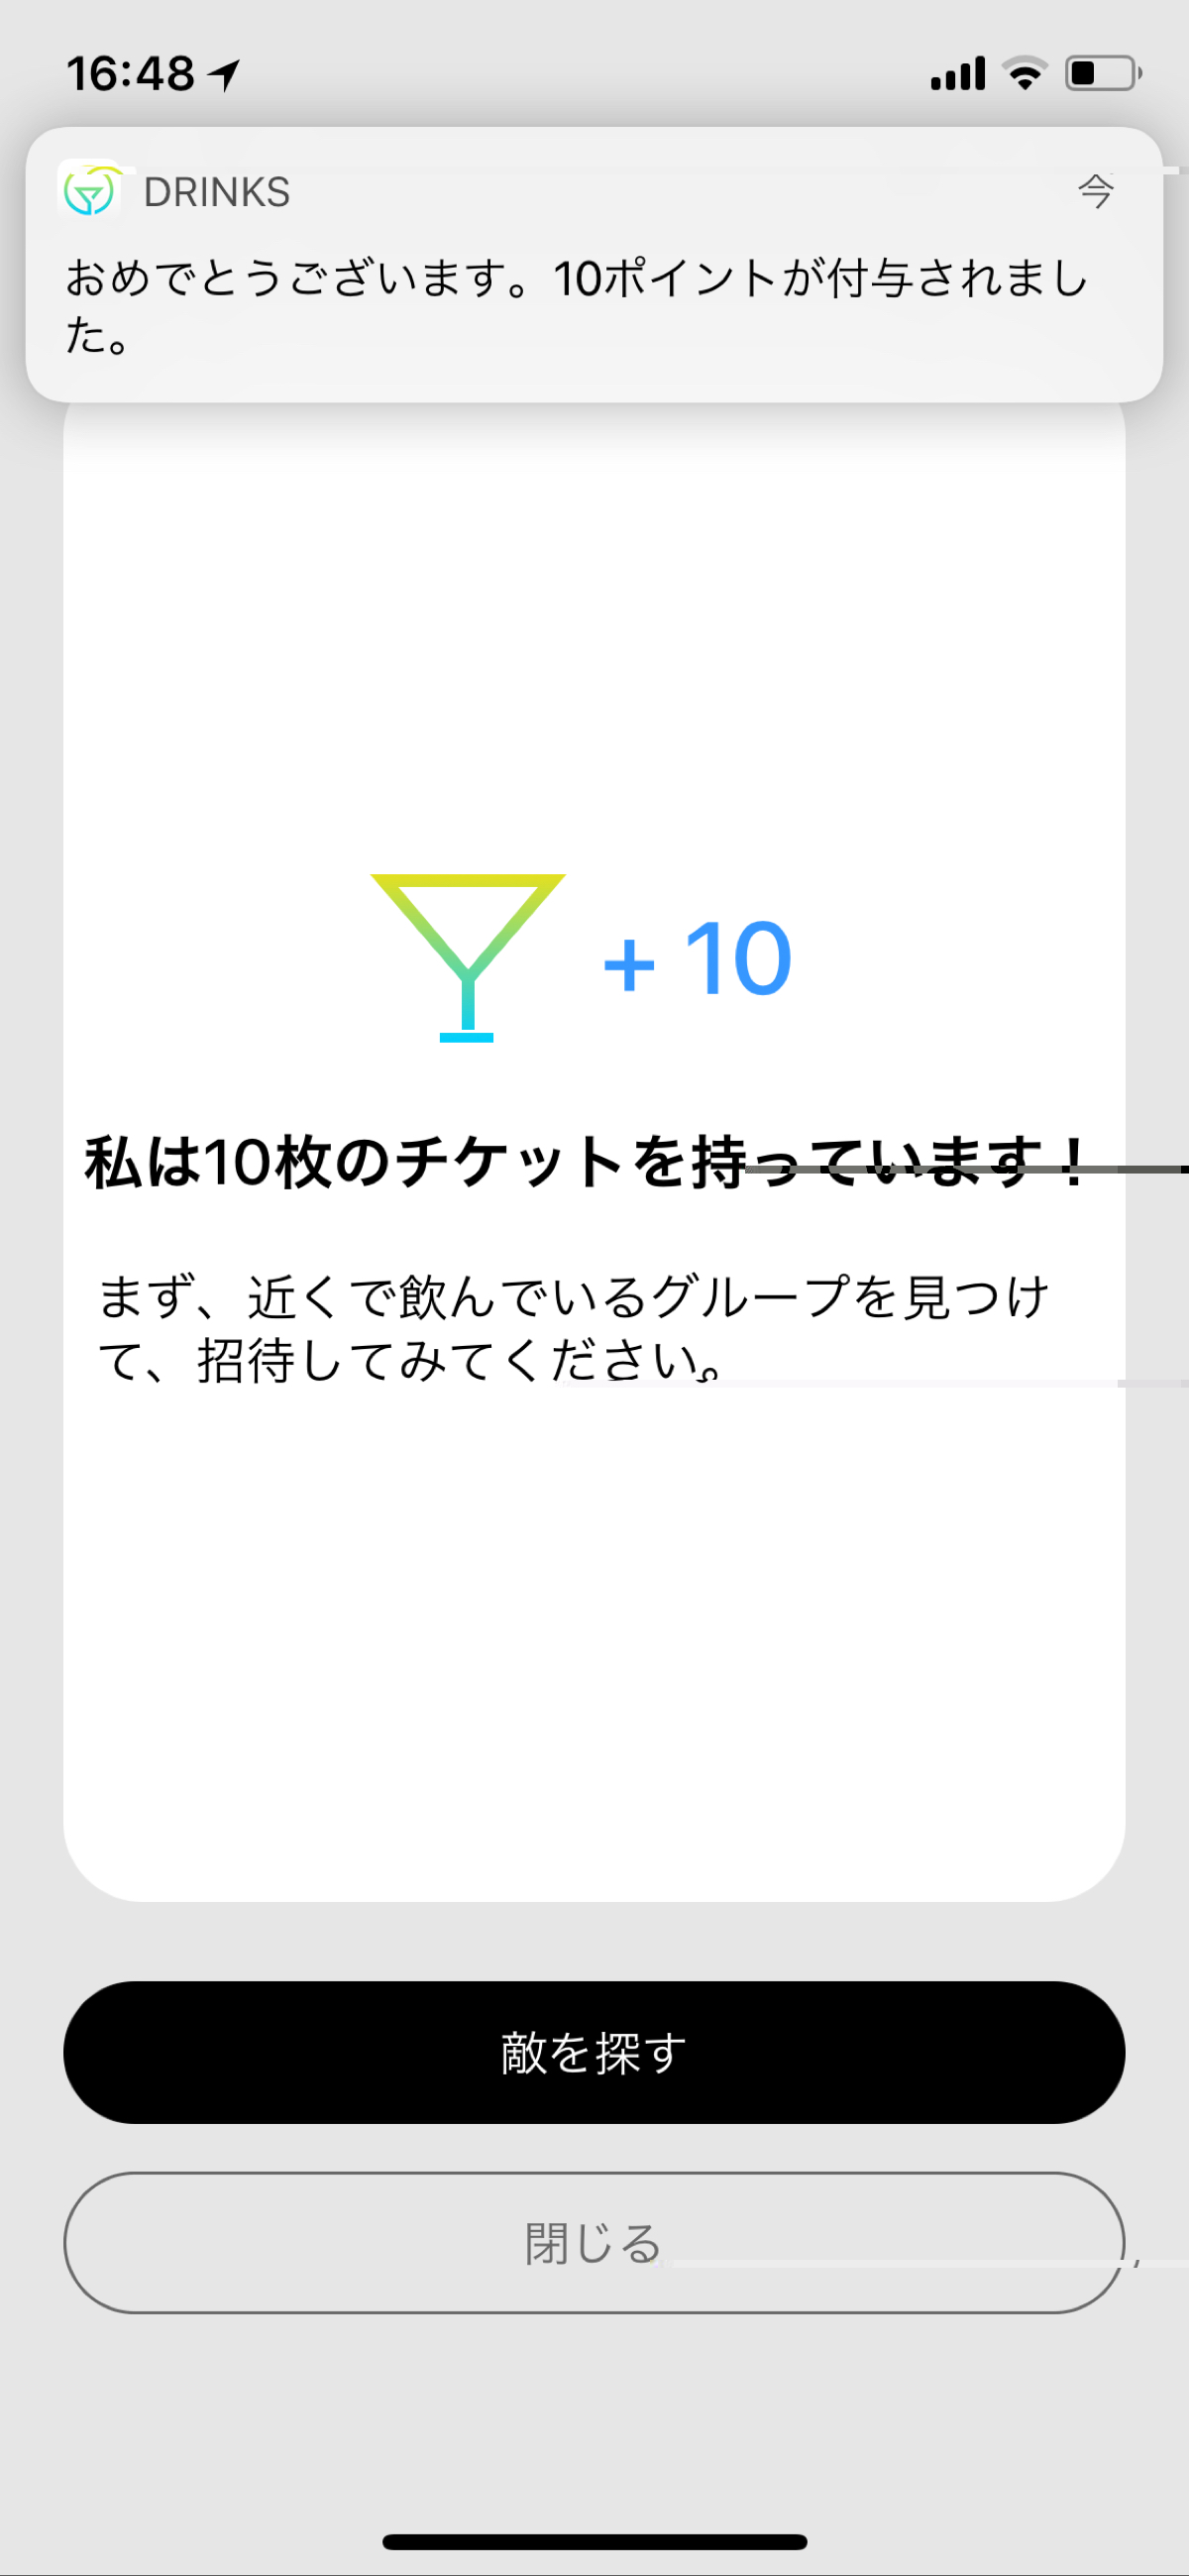 16:48
DRINKS
今
おめでとうございます。10ポイントが付与されまし
た。
+ 10
私は10枚のチケットを持っています！
まず、近くで飲んでいるグループを見つけ
て、招待してみてください。
敵を探す
閉じる